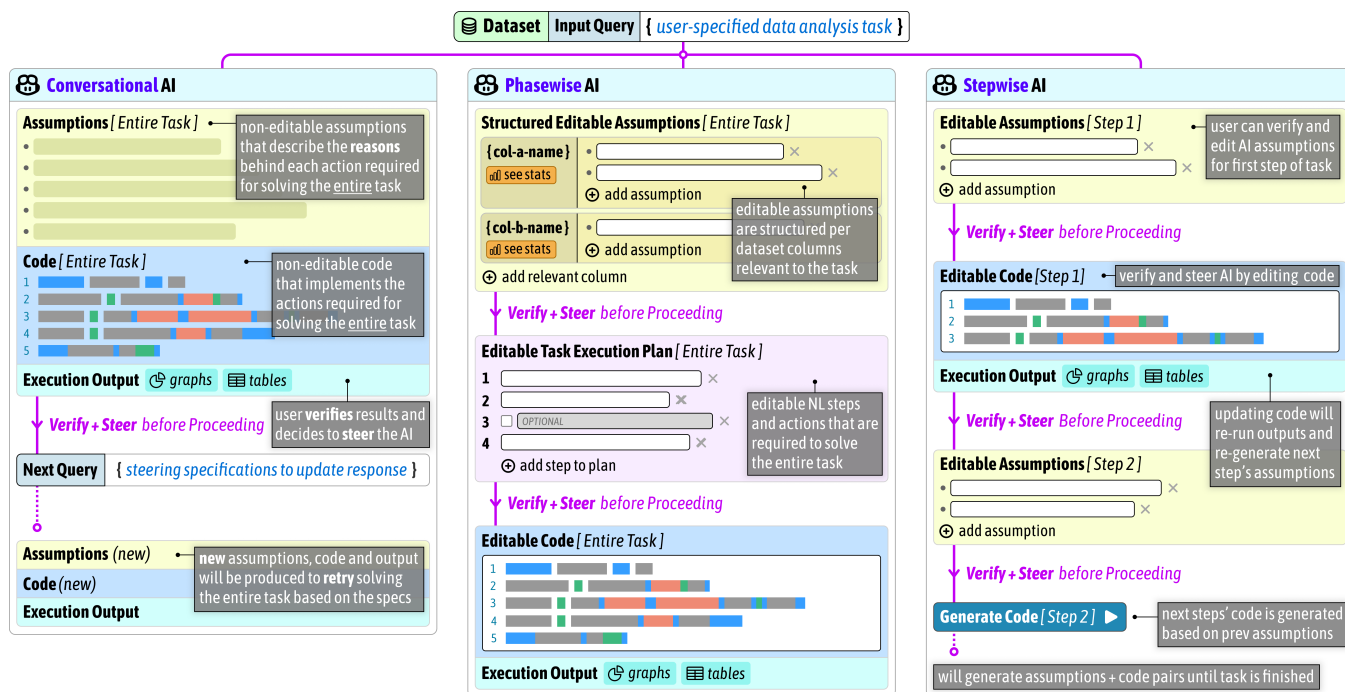 Dataset Input Query { user-specified data analysis task }
Conversational AI
Assumptions [ Entire Task ]
non-editable assumptions
that describe the reasons
behind each action required
for solving the entire task
Code [ Entire Task ]
non-editable code
that implements the
actions required for
solving the entire task
1
2
3
4
5
Execution Output graphs tables
user verifies results and
decides to steer the AI
Verify + Steer before Proceeding
Next Query { steering specifications to update response }
Assumptions (new)
Code (new)
Execution Output
new assumptions, code and output
will be produced to retry solving
the entire task based on the specs
Phasewise AI
Structured Editable Assumptions [ Entire Task ]
{ col-a-name }
see stats
add assumption
{ col-b-name }
see stats
add assumption
add relevant column
editable assumptions
are structured per
dataset columns
relevant to the task
Verify + Steer before Proceeding
Editable Task Execution Plan [ Entire Task ]
1
2
3 OPTIONAL
4
add step to plan
editable NL steps
and actions that are
required to solve
the entire task
Verify + Steer before Proceeding
Editable Code [ Entire Task ]
1
2
3
4
5
Execution Output graphs tables
Stepwise AI
Editable Assumptions [ Step 1 ]
add assumption
user can verify and
edit AI assumptions
for first step of task
Verify + Steer before Proceeding
Editable Code [Step 1 ]
verify and steer AI by editing code
1
2
3
Execution Output graphs tables
Verify + Steer Before Proceeding
updating code will
re-run outputs and
re-generate next
step's assumptions
Editable Assumptions [ Step 2 ]
add assumption
Verify + Steer before Proceeding
Generate Code [ Step 2 ]
next steps' code is generated
based on prev assumptions
will generate assumptions + code pairs until task is finished